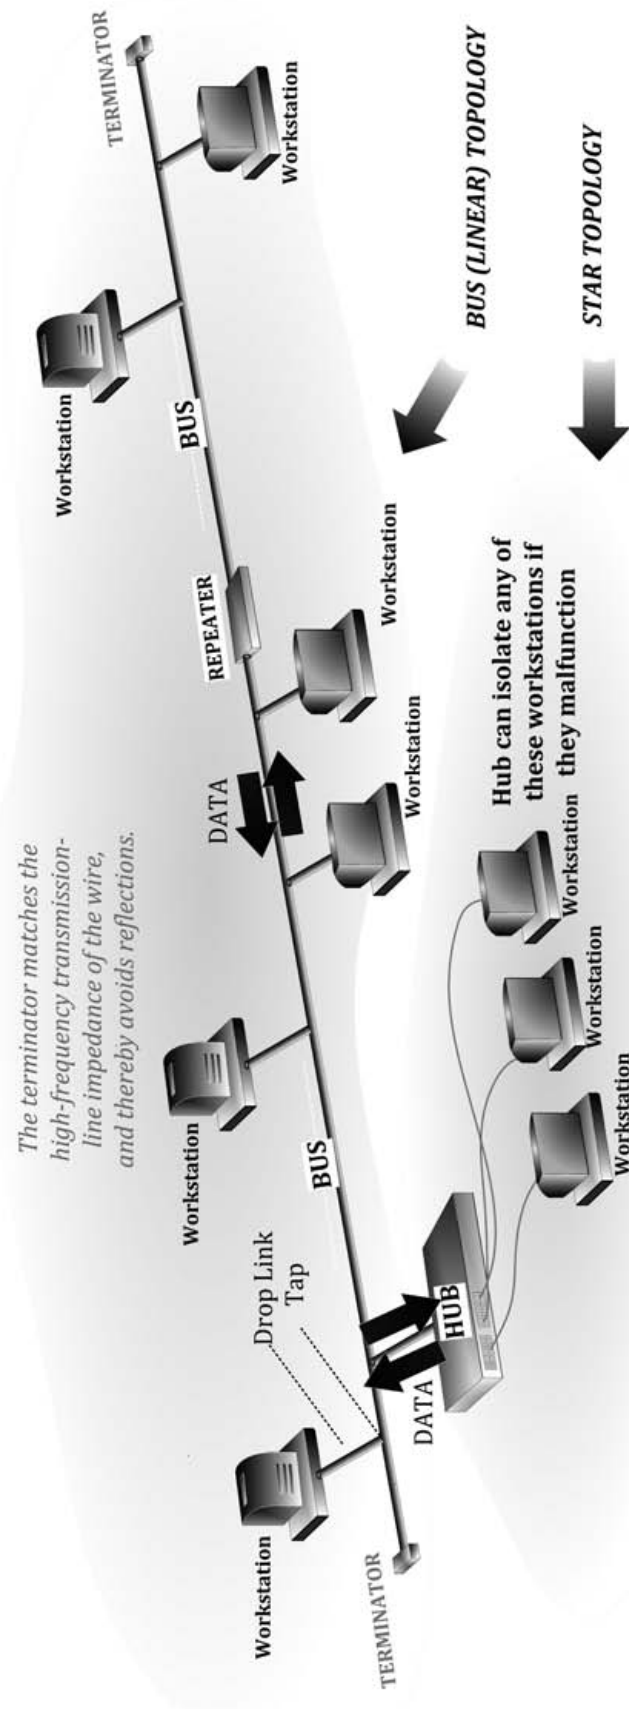 The terminator matches the
high-frequency transmission-
line impedance of the wire,
and thereby avoids reflections.
TERMINATOR
Workstation
Workstation
BUS
REPEATER
Workstation
DATA
Workstation
Workstation
BUS
Drop Link
Tap
Workstation
TERMINATOR
DATA
HUB
Workstation
Workstation
Workstation
Hub can isolate any of
these workstations if
they malfunction
BUS (LINEAR) TOPOLOGY
STAR TOPOLOGY